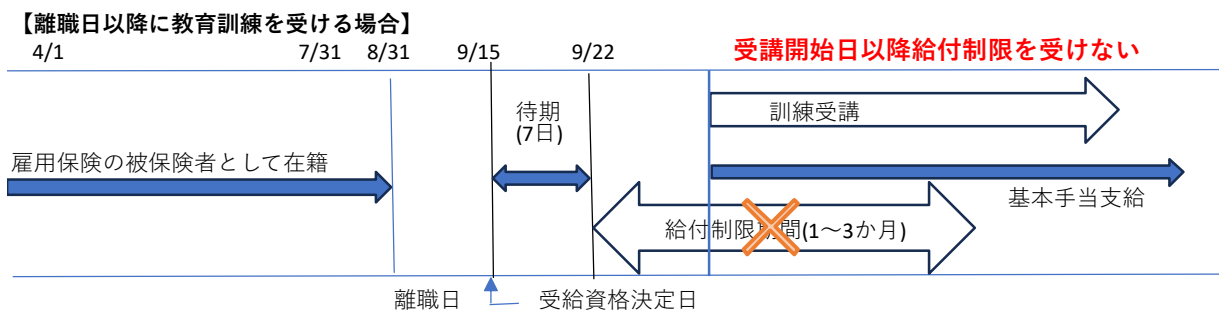 【離職日以降に教育訓練を受ける場合】
4/1 7/31 8/31 9/15 9/22 受講開始日以降給付制限を受けない
待期
(7日)
訓練受講
雇用保険の被保険者として在籍
基本手当支給
給付制限期間(1～3か月)
離職日 受給資格決定日